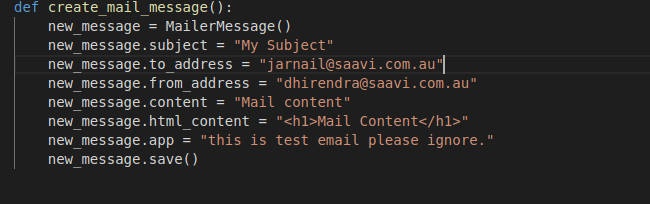 def create_mail_message():
    new_message = MailerMessage()
    new_message.subject = "My Subject"
    new_message.to_address = "jarnail@saavi.com.au"
    new_message.from_address = "dhirendra@saavi.com.au"
    new_message.content = "Mail content"
    new_message.html_content = "<h1>Mail Content</h1>"
    new_message.app = "this is test email please ignore."
    new_message.save()